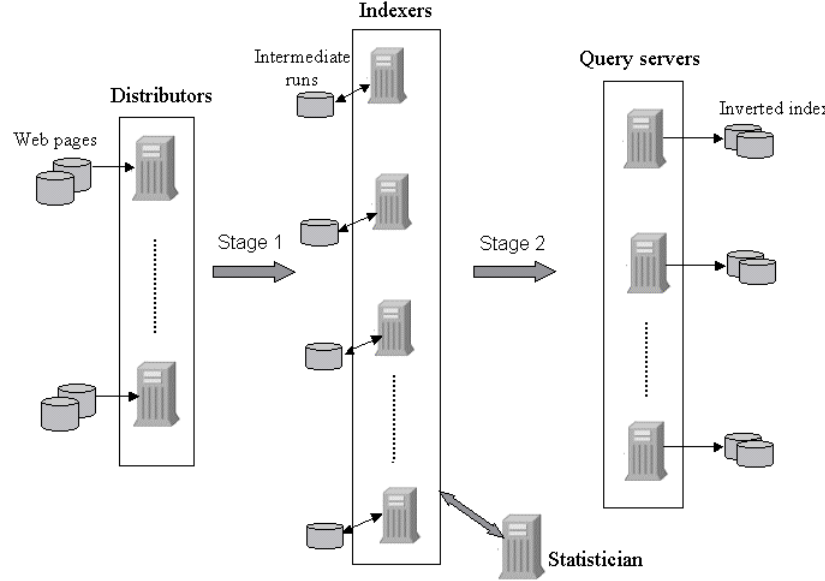 Indexers
Intermediate
runs
Query servers
Distributors
Inverted index
Web pages
Stage 1
Stage 2
Statistician